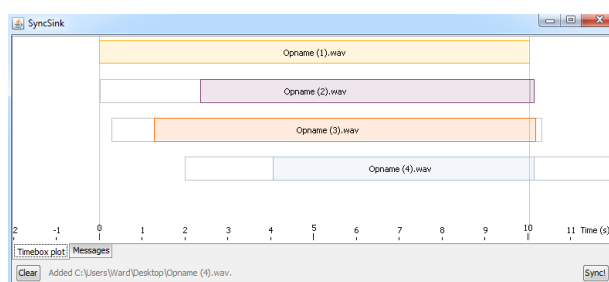 SyncSink
Opname (1).wav
Opname (2).wav
Opname (3).wav
Opname (4).wav
2 -1 0 1 2 3 4 5 6 7 8 9 10 11 Time (s)
Timebox plot Messages
Clear Added C:\Users\Ward\Desktop\Opname (4).wav. Sync!